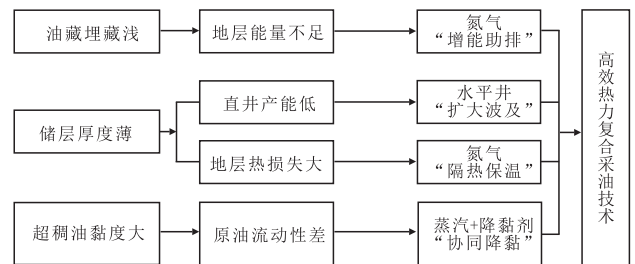 油藏埋藏浅
地层能量不足
氮气
“增能助排”
储层厚度薄
直井产能低
水平井
“扩大波及”
地层热损失大
氮气
“隔热保温”
超稠油黏度大
原油流动性差
蒸汽+降黏剂
“协同降黏”
高效热力复合采油技术